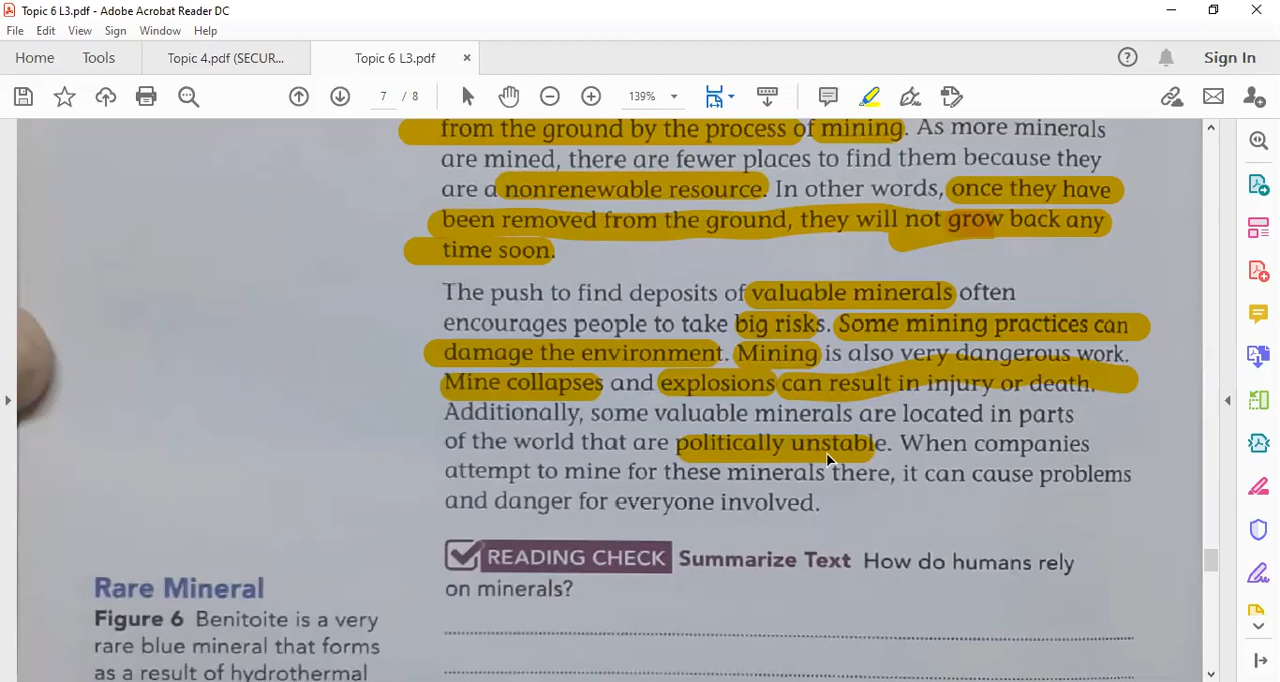 Topic 6 L3.pdf - Adobe Acrobat Reader DC
File Edit View Sign Window Help
Home Tools Topic 4.pdf (SECUR... Topic 6 L3.pdf × Sign In
7 / 8 139%
from the ground by the process of mining. As more minerals
are mined, there are fewer places to find them because they
are a nonrenewable resource. In other words, once they have
been removed from the ground, they will not grow back any
time soon.
The push to find deposits of valuable minerals often
encourages people to take big risks. Some mining practices can
damage the environment. Mining is also very dangerous work.
Mine collapses and explosions can result in injury or death.
Additionally, some valuable minerals are located in parts
of the world that are politically unstable. When companies
attempt to mine for these minerals there, it can cause problems
and danger for everyone involved.
READING CHECK Summarize Text How do humans rely
on minerals?
Rare Mineral
Figure 6 Benitoite is a very
rare blue mineral that forms
as a result of hydrothermal